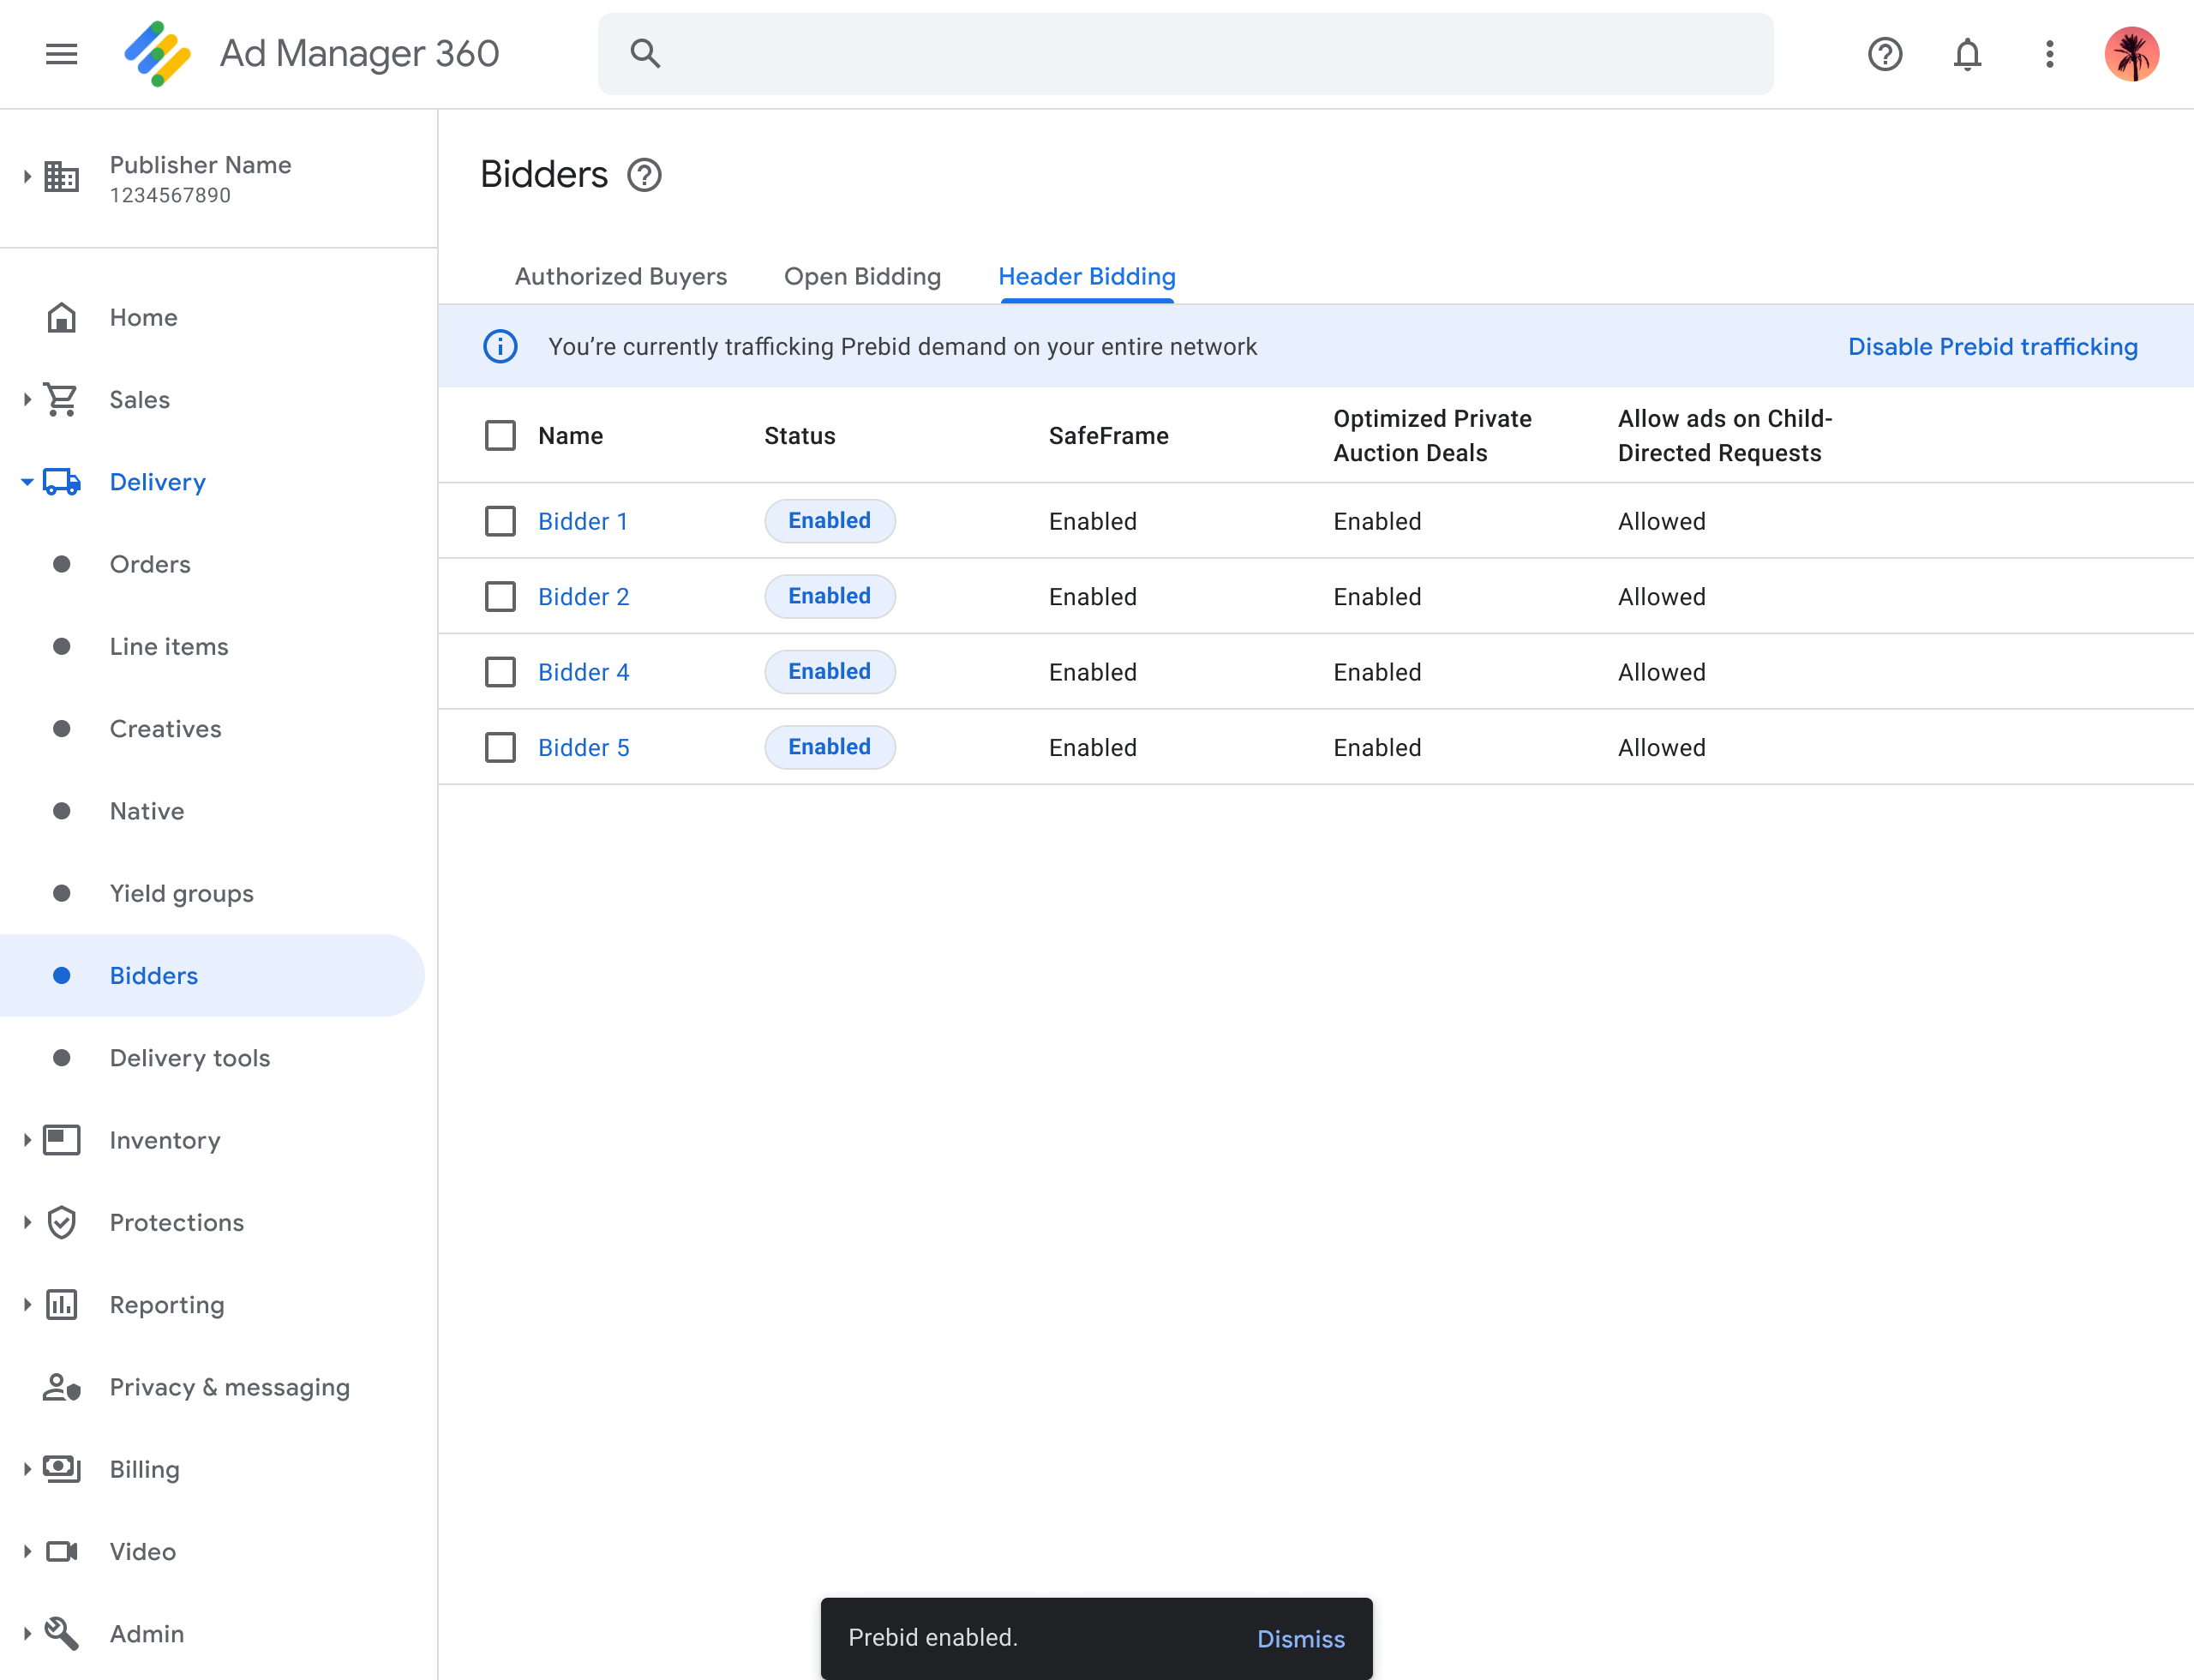 Ad Manager 360
Publisher Name
1234567890
Home
Sales
Delivery
Orders
Line items
Creatives
Native
Yield groups
Bidders
Delivery tools
Inventory
Protections
Reporting
Privacy & messaging
Billing
Video
Admin
Bidders
Authorized Buyers Open Bidding Header Bidding
You’re currently trafficking Prebid demand on your entire network Disable Prebid trafficking
Name Status SafeFrame Optimized Private Auction Deals Allow ads on Child-Directed Requests
Bidder 1 Enabled Enabled Enabled Allowed
Bidder 2 Enabled Enabled Enabled Allowed
Bidder 4 Enabled Enabled Enabled Allowed
Bidder 5 Enabled Enabled Enabled Allowed
Prebid enabled. Dismiss